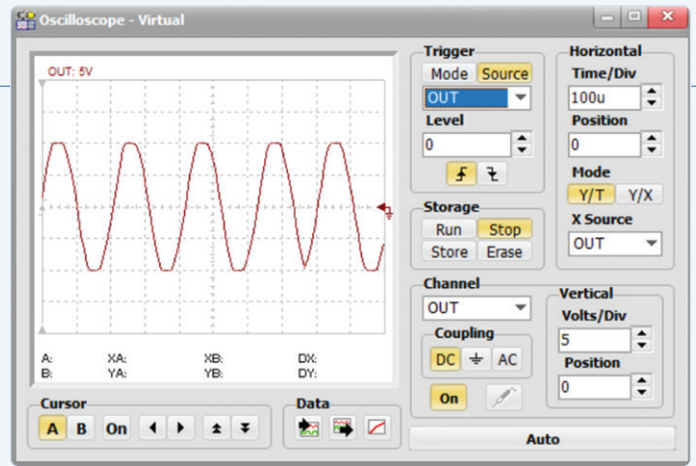 Oscilloscope - Virtual
OUT: 5V
A: XA: XB: DX:
B: YA: YB: DY:
Cursor
A B On
Data
Trigger
Mode Source
OUT
Level
0
Storage
Run Stop
Store Erase
Horizontal
Time/Div
100u
Position
0
Mode
Y/T Y/X
X Source
OUT
Channel
OUT
Coupling
DC AC
On
Vertical
Volts/Div
5
Position
0
Auto